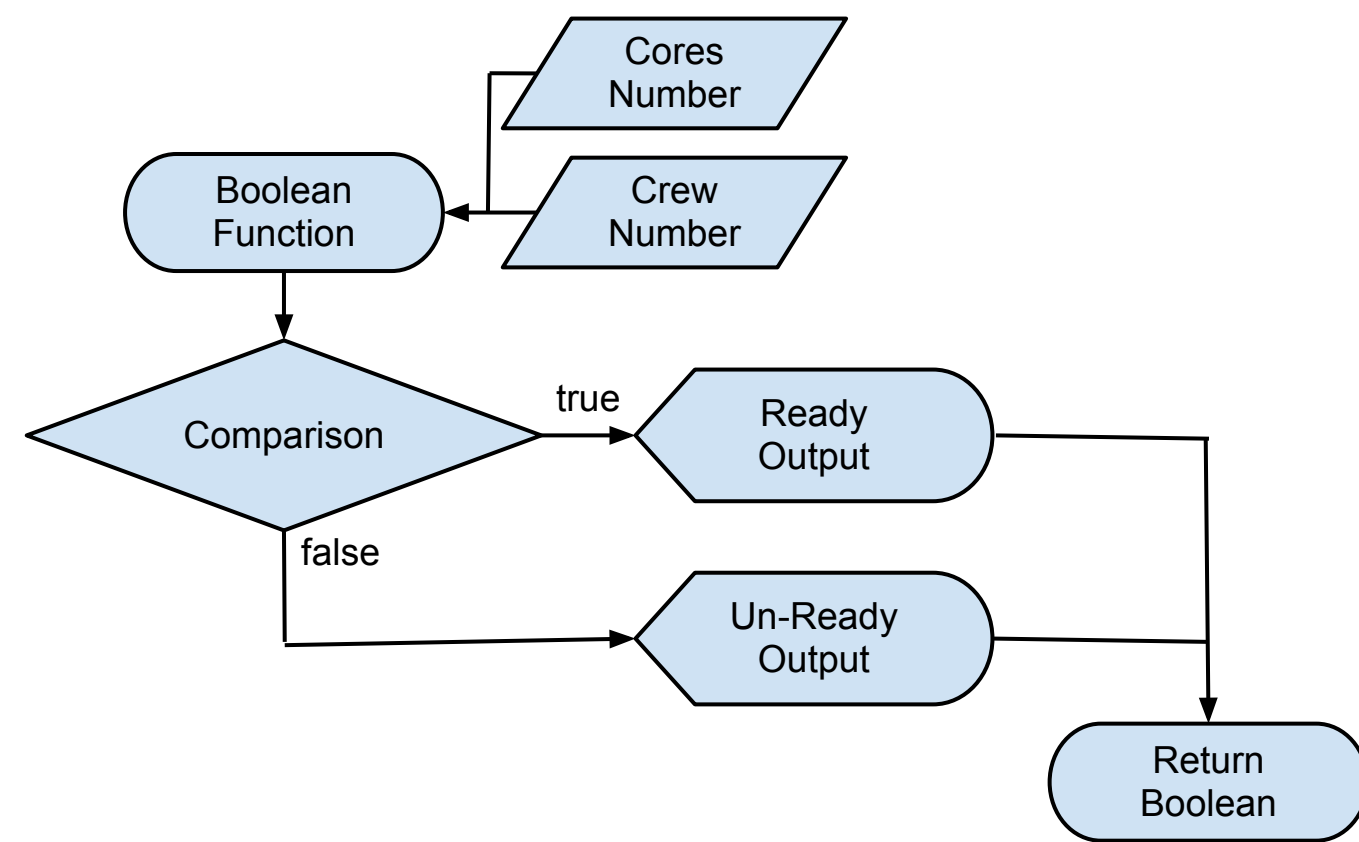 Cores
Number
Crew
Number
Boolean
Function
Comparison
true
Ready
Output
false
Un-Ready
Output
Return
Boolean